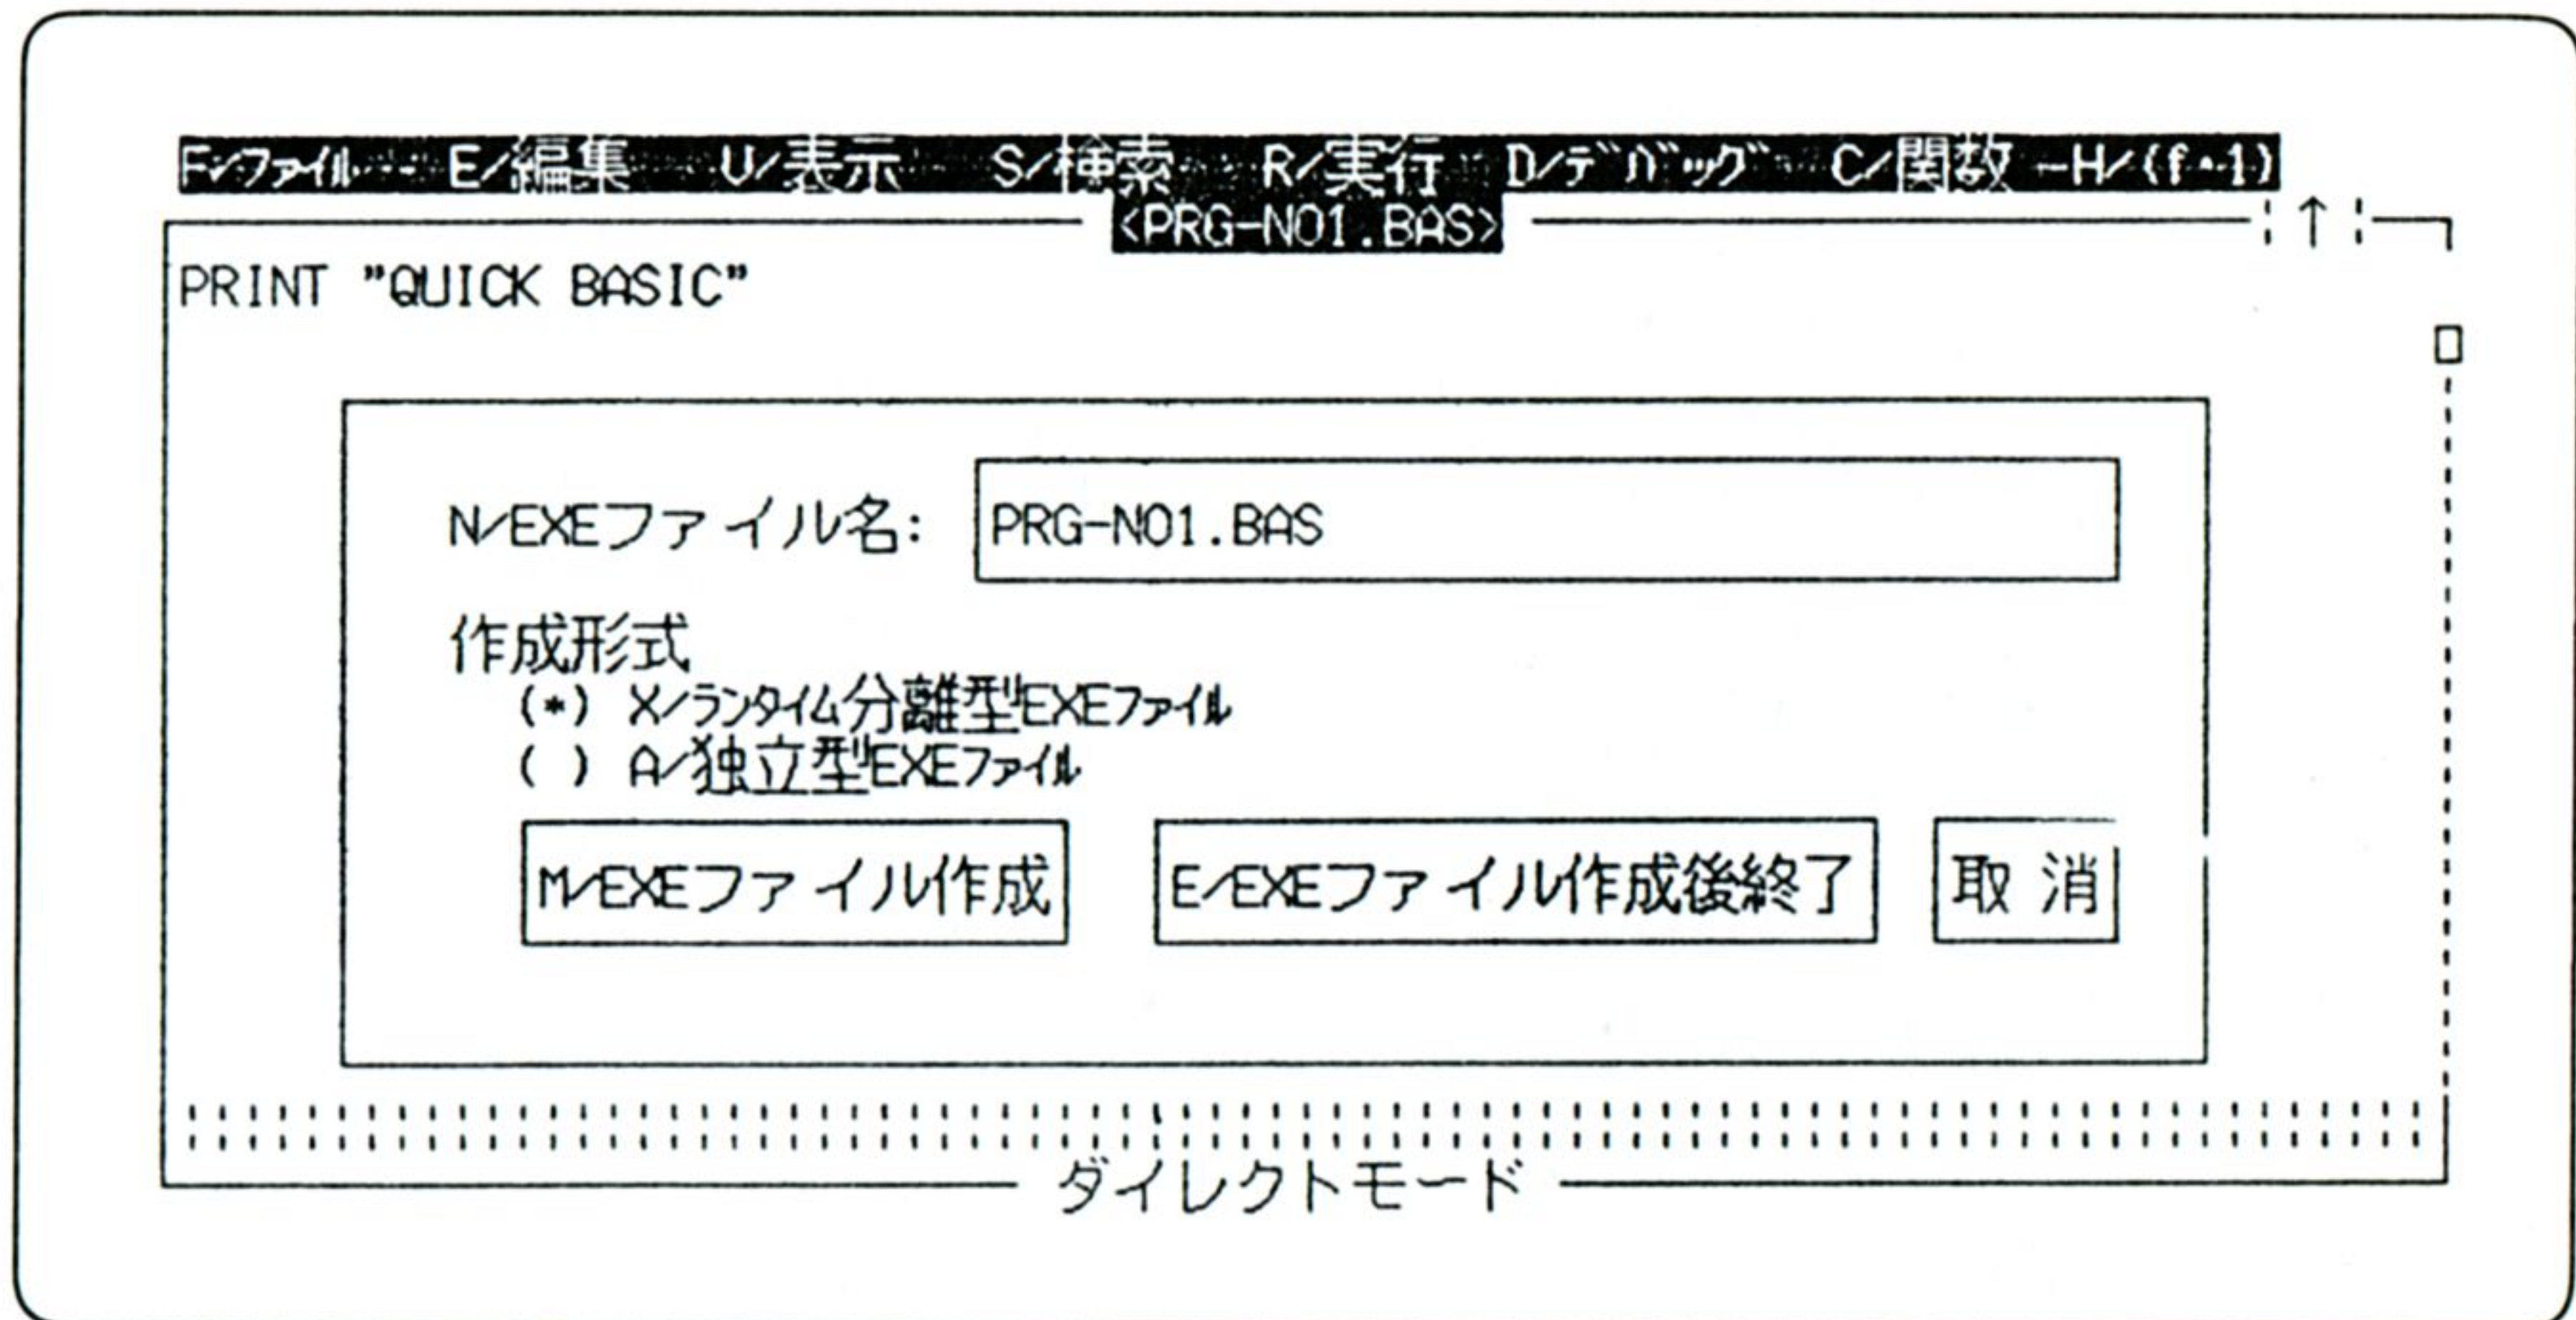 F/ファイル E/編集 V/表示 S/検索 R/実行 D/デバッグ C/関数 H/(f・1)
<PRG-NO1.BAS>
↑
PRINT "QUICK BASIC"
N/EXEファイル名: PRG-NO1.BAS
作成形式
(*) X/ランタイム分離型EXEファイル
( ) A/独立型EXEファイル
M/EXEファイル作成 E/EXEファイル作成後終了 取 消
ダイレクトモード